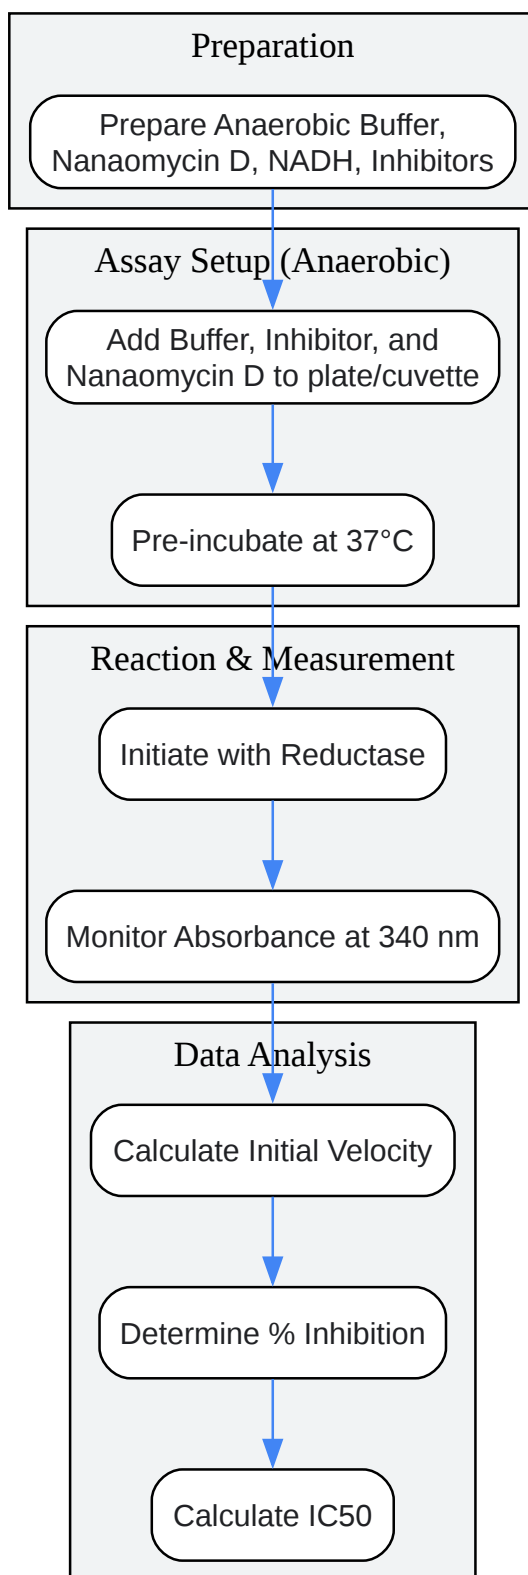 Preparation
Prepare Anaerobic Buffer,
Nanaomycin D, NADH, Inhibitors
Assay Setup (Anaerobic)
Add Buffer, Inhibitor, and
Nanaomycin D to plate/cuvette
Pre-incubate at 37°C
Reaction & Measurement
Initiate with Reductase
Monitor Absorbance at 340 nm
Data Analysis
Calculate Initial Velocity
Determine % Inhibition
Calculate IC50